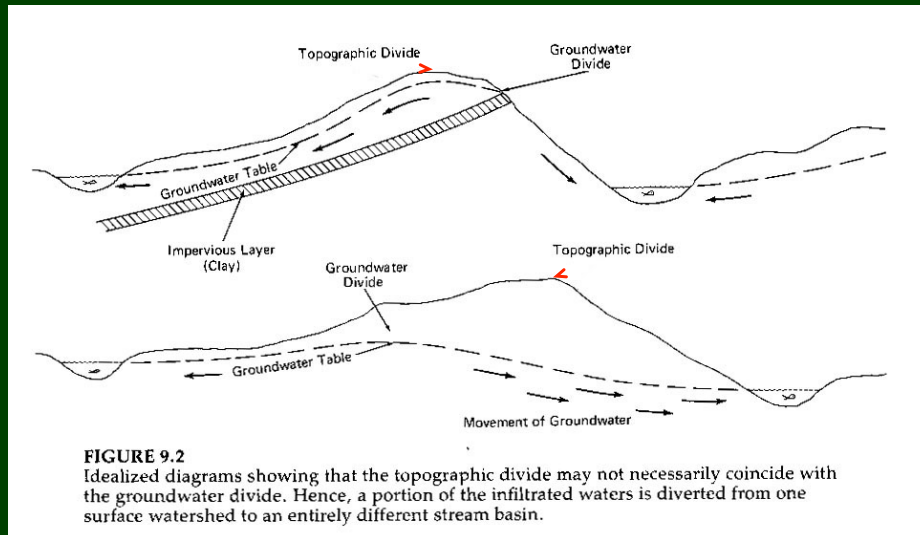 Topographic Divide
Groundwater
Divide
Groundwater Table
Impervious Layer
(Clay)
Topographic Divide
Groundwater
Divide
Groundwater Table
Movement of Groundwater
FIGURE 9.2
Idealized diagrams showing that the topographic divide may not necessarily coincide with
the groundwater divide. Hence, a portion of the infiltrated waters is diverted from one
surface watershed to an entirely different stream basin.